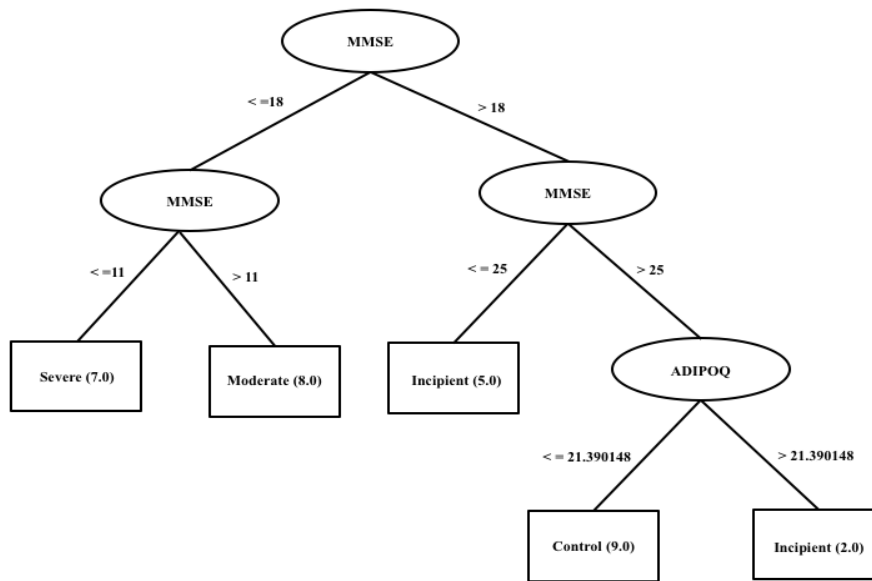 MMSE
< =18
> 18
MMSE
MMSE
< =11
> 11
< = 25
> 25
Severe (7.0)
Moderate (8.0)
Incipient (5.0)
ADIPOQ
< = 21.390148
> 21.390148
Control (9.0)
Incipient (2.0)